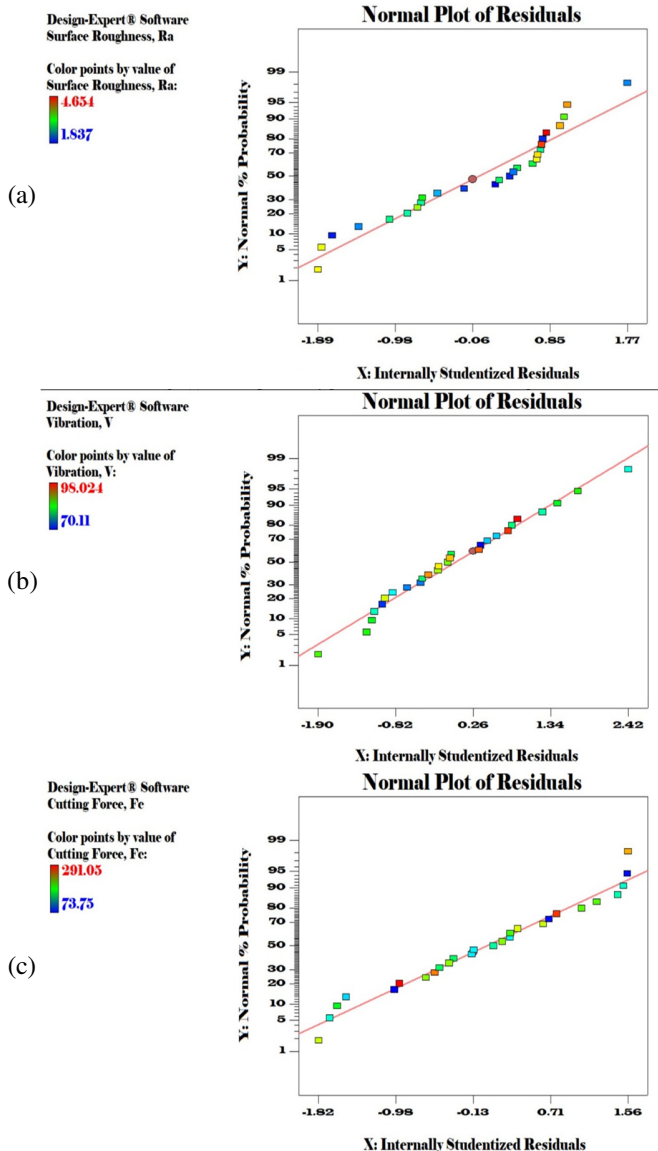 Design-Expert® Software
Surface Roughness, Ra
Color points by value of
Surface Roughness, Ra:
4.654
1.837
(a)
Normal Plot of Residuals
Y: Normal % Probability
99
95
90
80
70
50
30
20
10
5
1
-1.89 -0.98 -0.06 0.85 1.77
X: Internally Studentized Residuals
Design-Expert® Software
Vibration, V
Color points by value of
Vibration, V:
98.024
70.11
(b)
Normal Plot of Residuals
Y: Normal % Probability
99
95
90
80
70
50
30
20
10
5
1
-1.90 -0.82 0.26 1.34 2.42
X: Internally Studentized Residuals
Design-Expert® Software
Cutting Force, Fc
Color points by value of
Cutting Force, Fc:
291.05
73.75
(c)
Normal Plot of Residuals
Y: Normal % Probability
99
95
90
80
70
50
30
20
10
5
1
-1.82 -0.98 -0.13 0.71 1.56
X: Internally Studentized Residuals